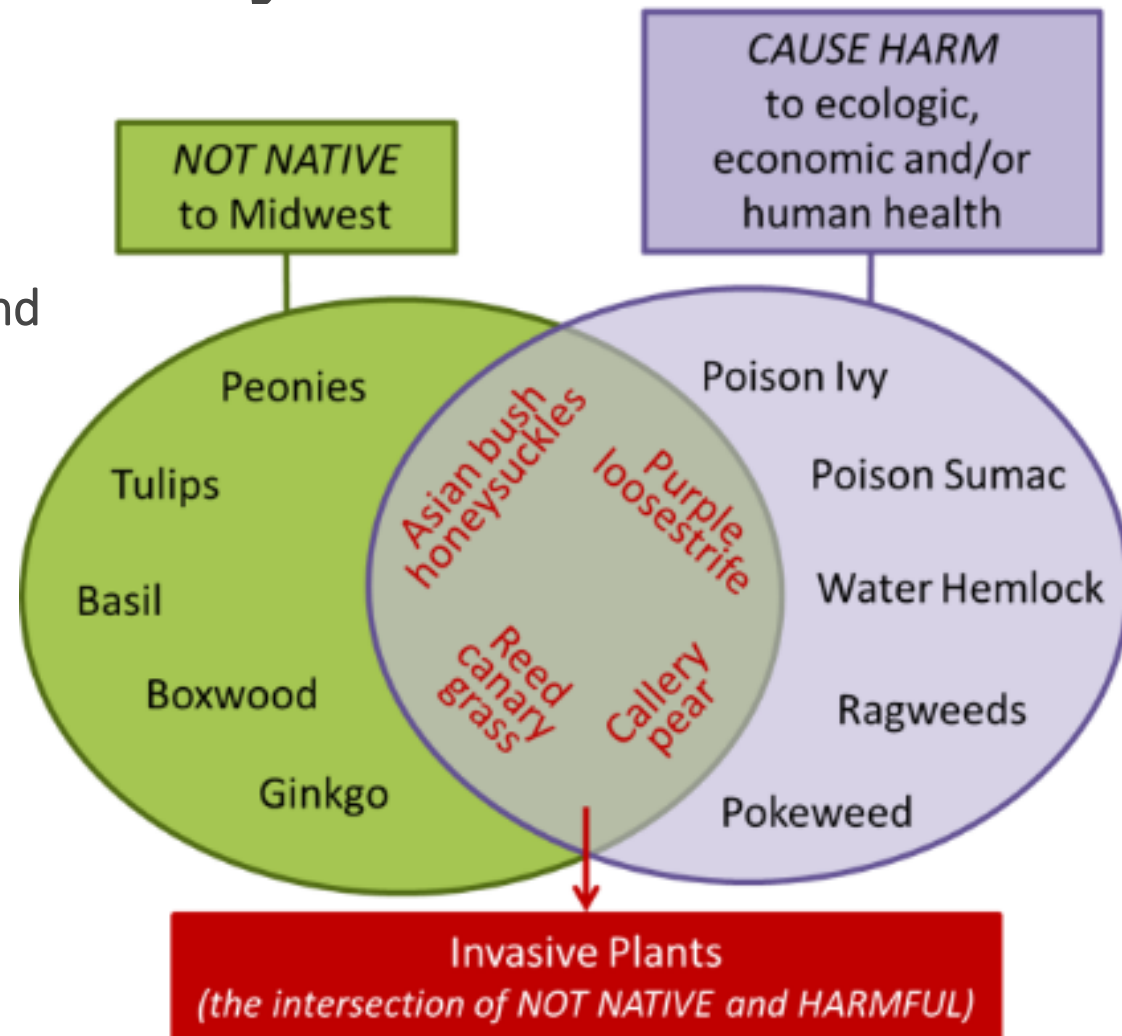 CAUSE HARM
to ecologic,
economic and/or
human health
NOT NATIVE
to Midwest
Peonies
Tulips
Basil
Boxwood
Ginkgo
Asian bush
honeysuckles
Purple
loosestrife
Reed
canary
grass
Callery
pear
Poison Ivy
Poison Sumac
Water Hemlock
Ragweeds
Pokeweed
Invasive Plants
(the intersection of NOT NATIVE and HARMFUL)